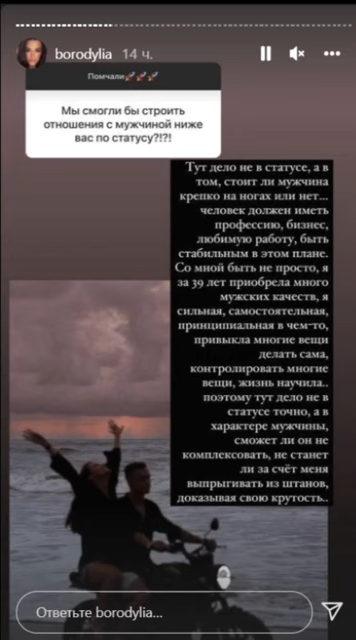 borodylia 14 ч.
Помчали🚀🚀🚀
Мы смогли бы строить
отношения с мужчиной ниже
вас по статусу?!?!
Тут дело не в статусе, а в
том, стоит ли мужчина
крепко на ногах или нет...
человек должен иметь
профессию, бизнес,
любимую работу, быть
стабильным в этом плане.
Со мной быть не просто, я
за 39 лет приобрела много
мужских качеств, я
сильная, самостоятельная,
принципиальная в чем-то,
привыкла многие вещи
делать сама,
контролировать многие
вещи, жизнь научила..
поэтому тут дело не в
статусе точно, а в
характере мужчины,
сможет ли он не
комплексовать, не станет
ли за счёт меня
выпрыгивать из штанов,
доказывая свою крутость..
Ответьте borodylia...